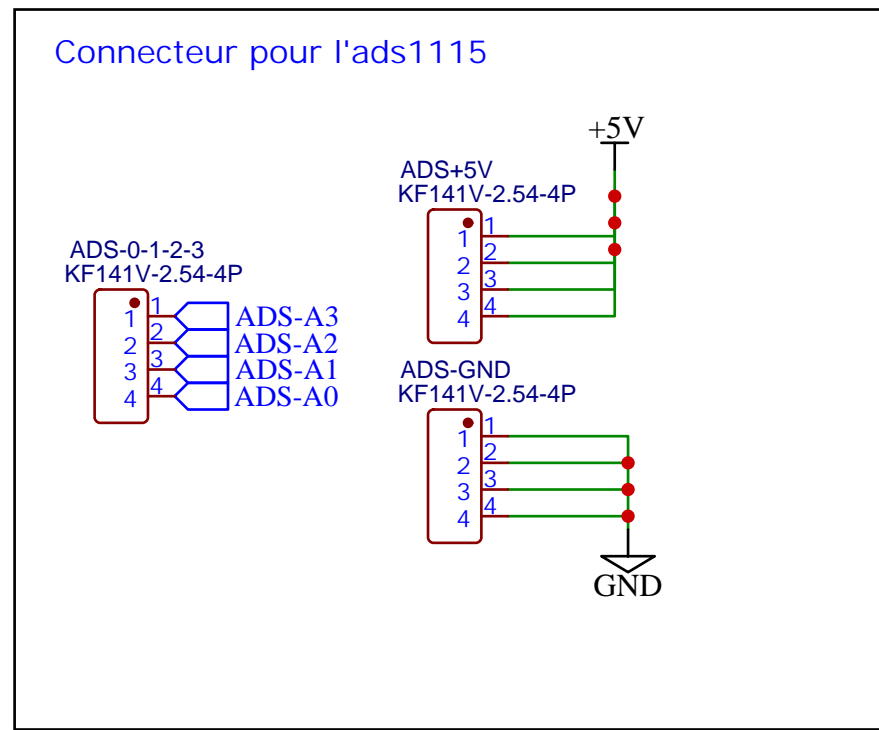 Connecteur pour l'ads1115
+5V
ADS+5V
KF141V-2.54-4P
1 1
2 2
3 3
4 4
ADS-0-1-2-3
KF141V-2.54-4P
1 1 ADS-A3
2 2 ADS-A2
3 3 ADS-A1
4 4 ADS-A0
ADS-GND
KF141V-2.54-4P
1 1
2 2
3 3
4 4
GND